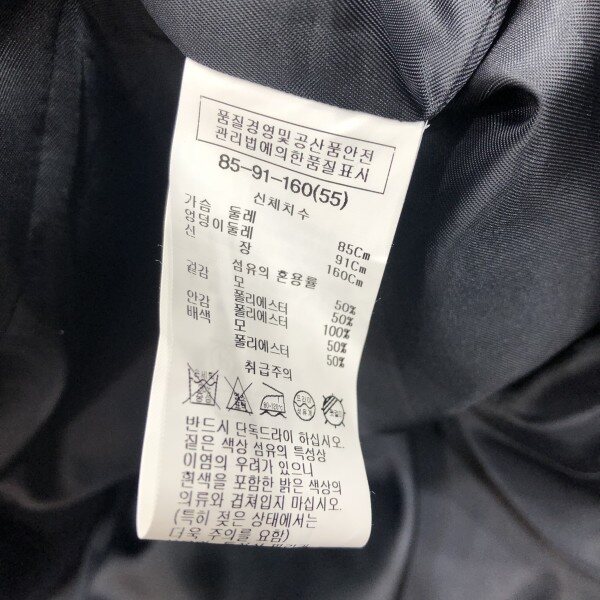 품질경영및공산품안전
관리법에의한품질표시
85-91-160(55)
신체치수
가슴 둘레 85Cm
엉덩이둘레 91Cm
신 장 160Cm
섬유의 혼용률
겉감 모 50%
폴리에스터 50%
안감 폴리에스터 100%
배색 모 50%
폴리에스터 50%
취급주의
80-120℃
드라이
반드시 단독드라이 하십시오.
짙은 색상 섬유의 특성상
이염의 우려가 있으니
흰색을 포함한 밝은 색상의
의류와 겹쳐입지 마십시오.
(특히 젖은 상태에서는
더욱 주의를 요함)